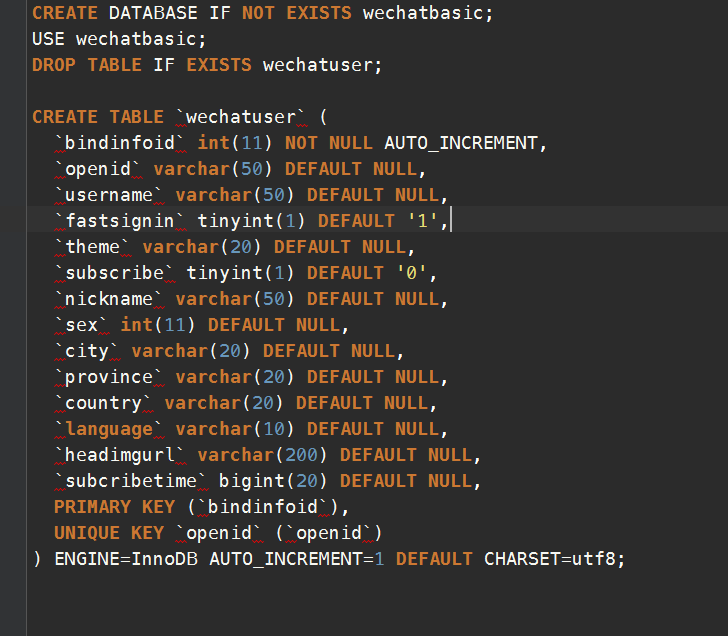 CREATE DATABASE IF NOT EXISTS wechatbasic;
USE wechatbasic;
DROP TABLE IF EXISTS wechatuser;
CREATE TABLE `wechatuser` (
`bindinfoid` int(11) NOT NULL AUTO_INCREMENT,
`openid` varchar(50) DEFAULT NULL,
`username` varchar(50) DEFAULT NULL,
`fastsignin` tinyint(1) DEFAULT '1',
`theme` varchar(20) DEFAULT NULL,
`subscribe` tinyint(1) DEFAULT '0',
`nickname` varchar(50) DEFAULT NULL,
`sex` int(11) DEFAULT NULL,
`city` varchar(20) DEFAULT NULL,
`province` varchar(20) DEFAULT NULL,
`country` varchar(20) DEFAULT NULL,
`language` varchar(10) DEFAULT NULL,
`headimgurl` varchar(200) DEFAULT NULL,
`subcribetime` bigint(20) DEFAULT NULL,
PRIMARY KEY (`bindinfoid`),
UNIQUE KEY `openid` (`openid`)
) ENGINE=InnoDB AUTO_INCREMENT=1 DEFAULT CHARSET=utf8;